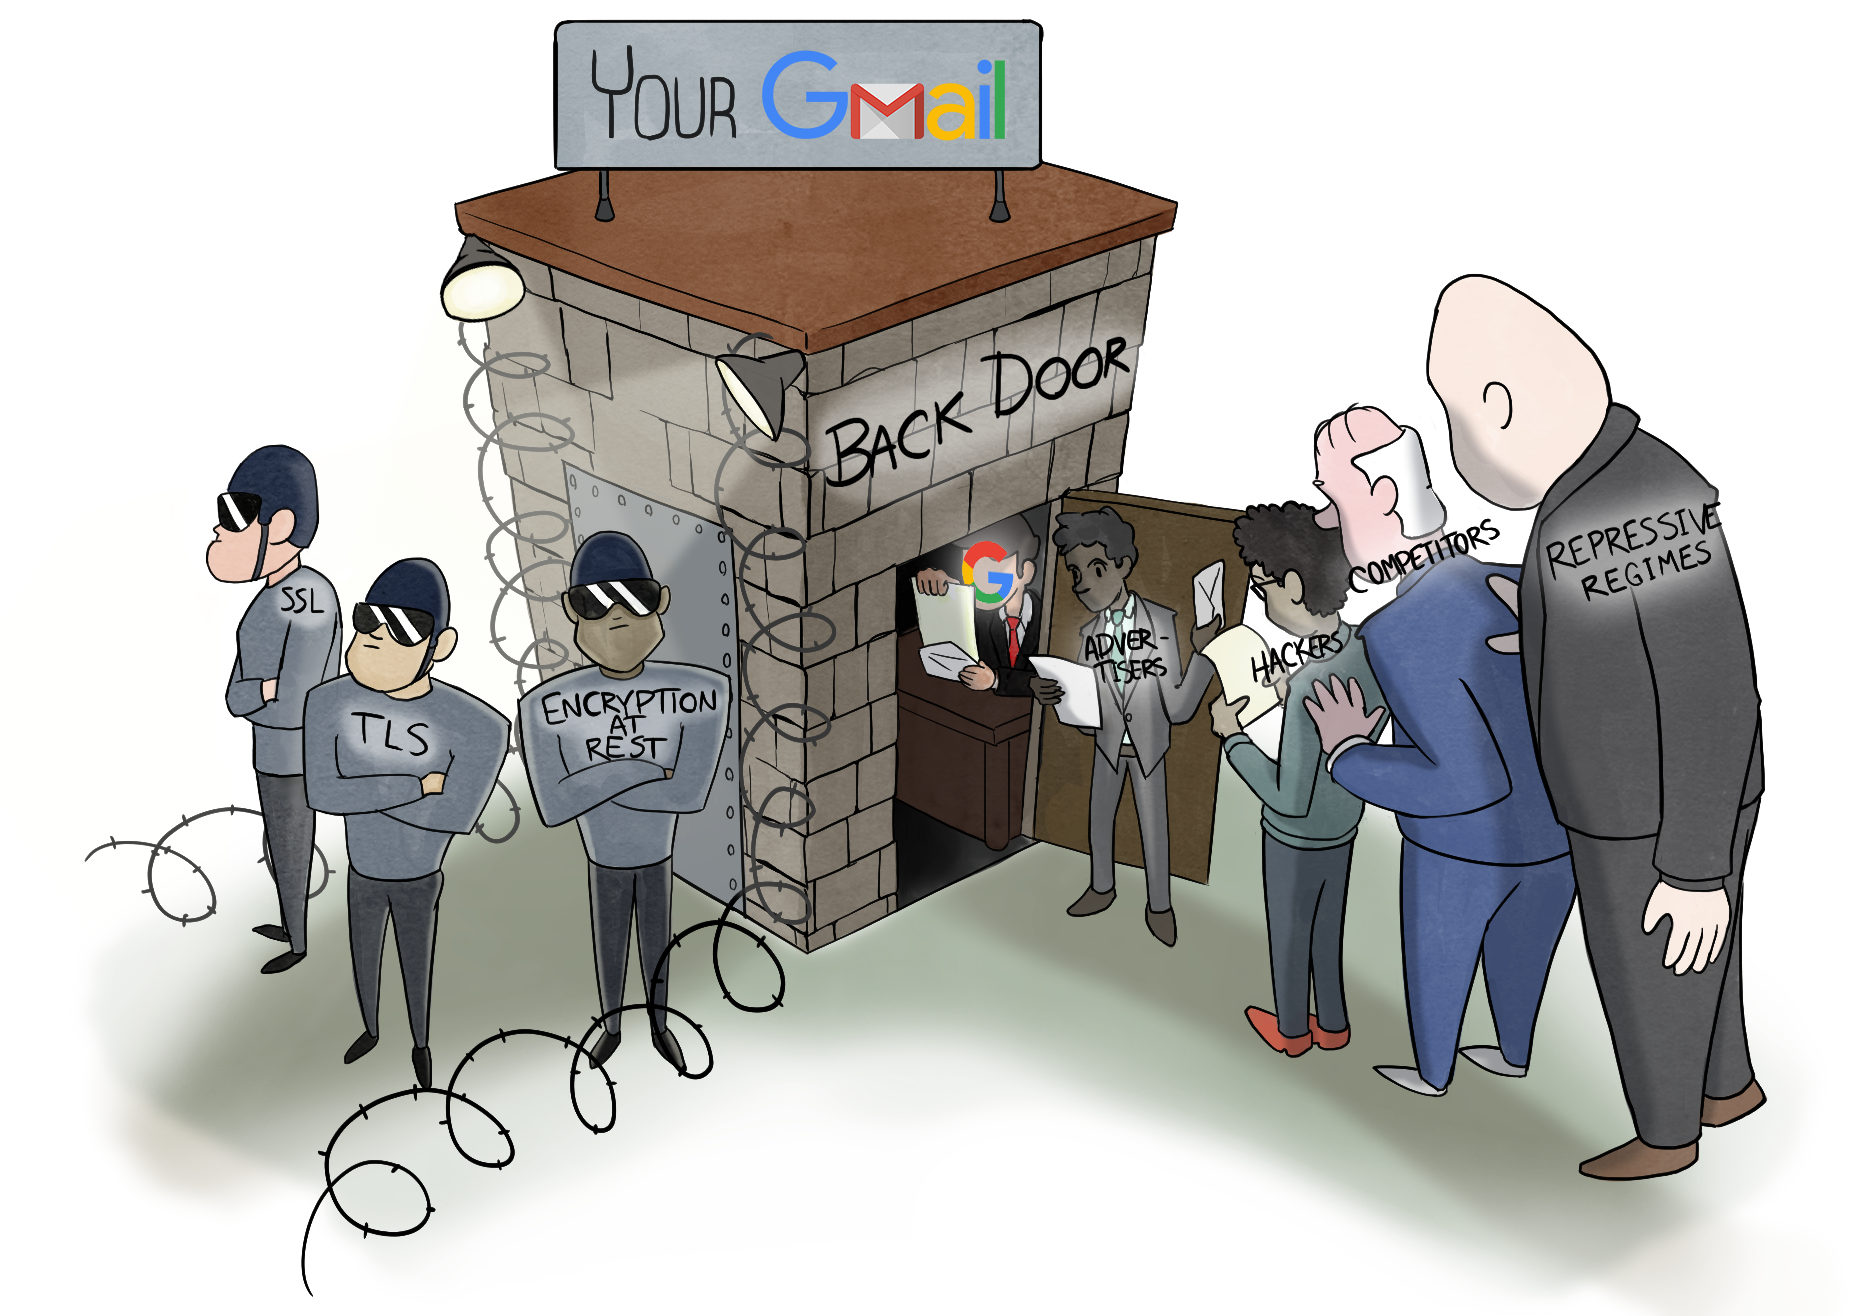 YOUR Gmail
BACK DOOR
SSL
TLS
ENCRYPTION
AT
REST
G
ADVER-
TISERS
HACKERS
COMPETITORS
REPRESSIVE
REGIMES